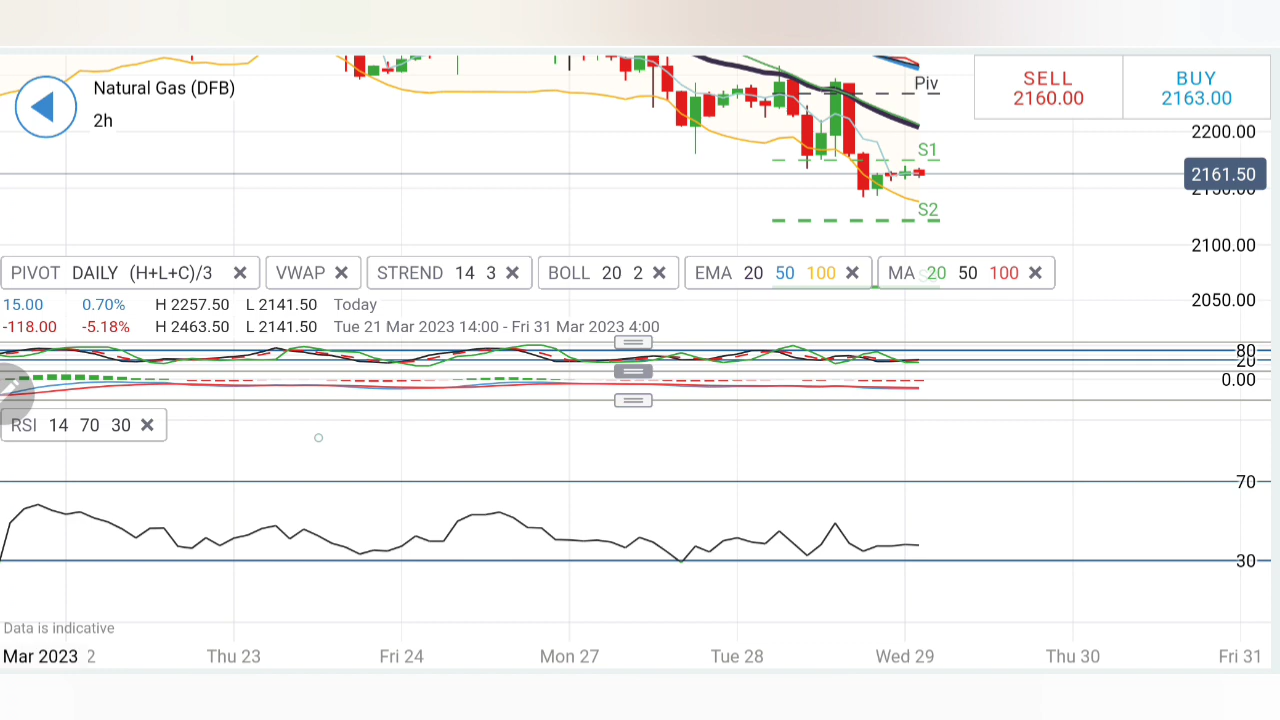 Natural Gas (DFB)
2h
SELL
2160.00
BUY
2163.00
Piv
2200.00
S1
2161.50
2150.00
S2
2100.00
PIVOT DAILY (H+L+C)/3
VWAP
STREND 14 3
BOLL 20 2
EMA 20 50 100
MA 20 50 100
2050.00
15.00 0.70% H 2257.50 L 2141.50 Today
-118.00 -5.18% H 2463.50 L 2141.50 Tue 21 Mar 2023 14:00 - Fri 31 Mar 2023 4:00
80
20
0.00
RSI 14 70 30
70
30
Data is indicative
Mar 2023 2 Thu 23 Fri 24 Mon 27 Tue 28 Wed 29 Thu 30 Fri 31